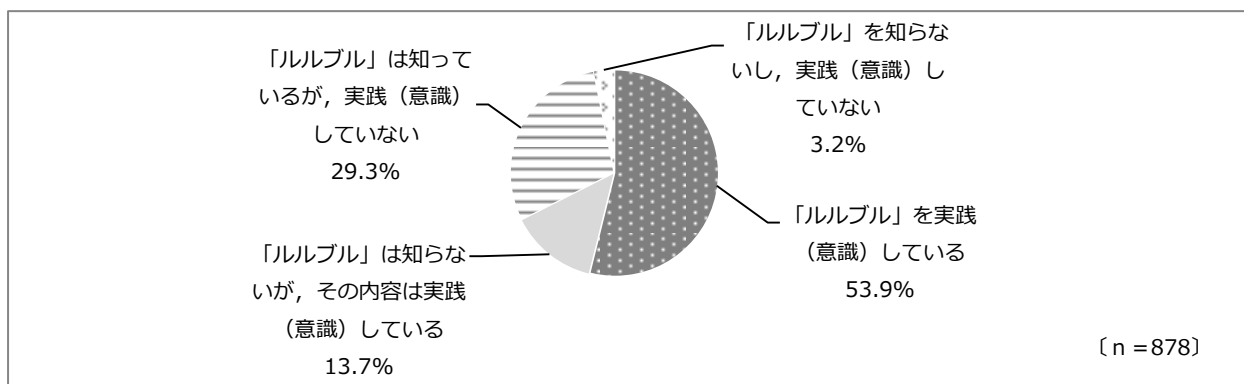 「ルルブル」を知らな
いし，実践（意識）し
ていない
3.2%
「ルルブル」は知って
いるが，実践（意識）
していない
29.3%
「ルルブル」を実践
（意識）している
53.9%
「ルルブル」は知らな
いが，その内容は実践
（意識）している
13.7%
〔ｎ＝878〕